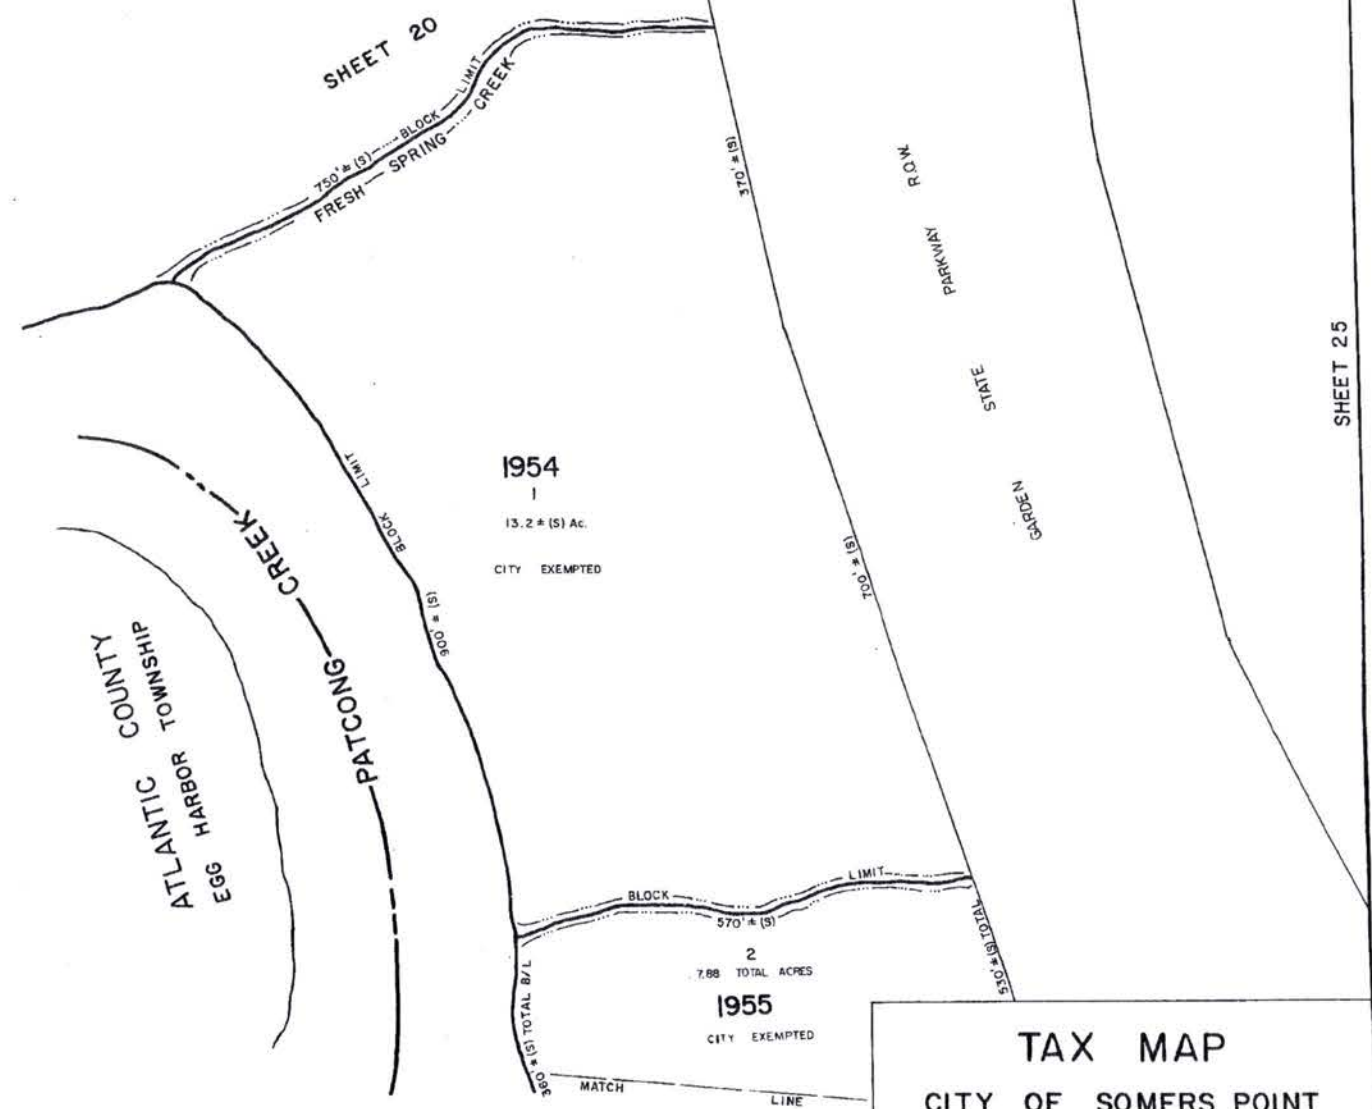 SHEET 20
BLOCK LIMIT
750' ± (S)
FRESH SPRING CREEK
370' ± (S)
GARDEN STATE PARKWAY R.O.W.
SHEET 25
1954
1
13.2 ± (S) Ac.
CITY EXEMPTED
BLOCK LIMIT
900' ± (S)
700' ± (S)
PATCONG CREEK
ATLANTIC COUNTY
EGG HARBOR TOWNSHIP
BLOCK LIMIT
570' ± (S)
2
7.88 TOTAL ACRES
1955
CITY EXEMPTED
530' ± (S) TOTAL
360' ± (S) TOTAL B/L
MATCH LINE
TAX MAP
CITY OF SOMERS POINT